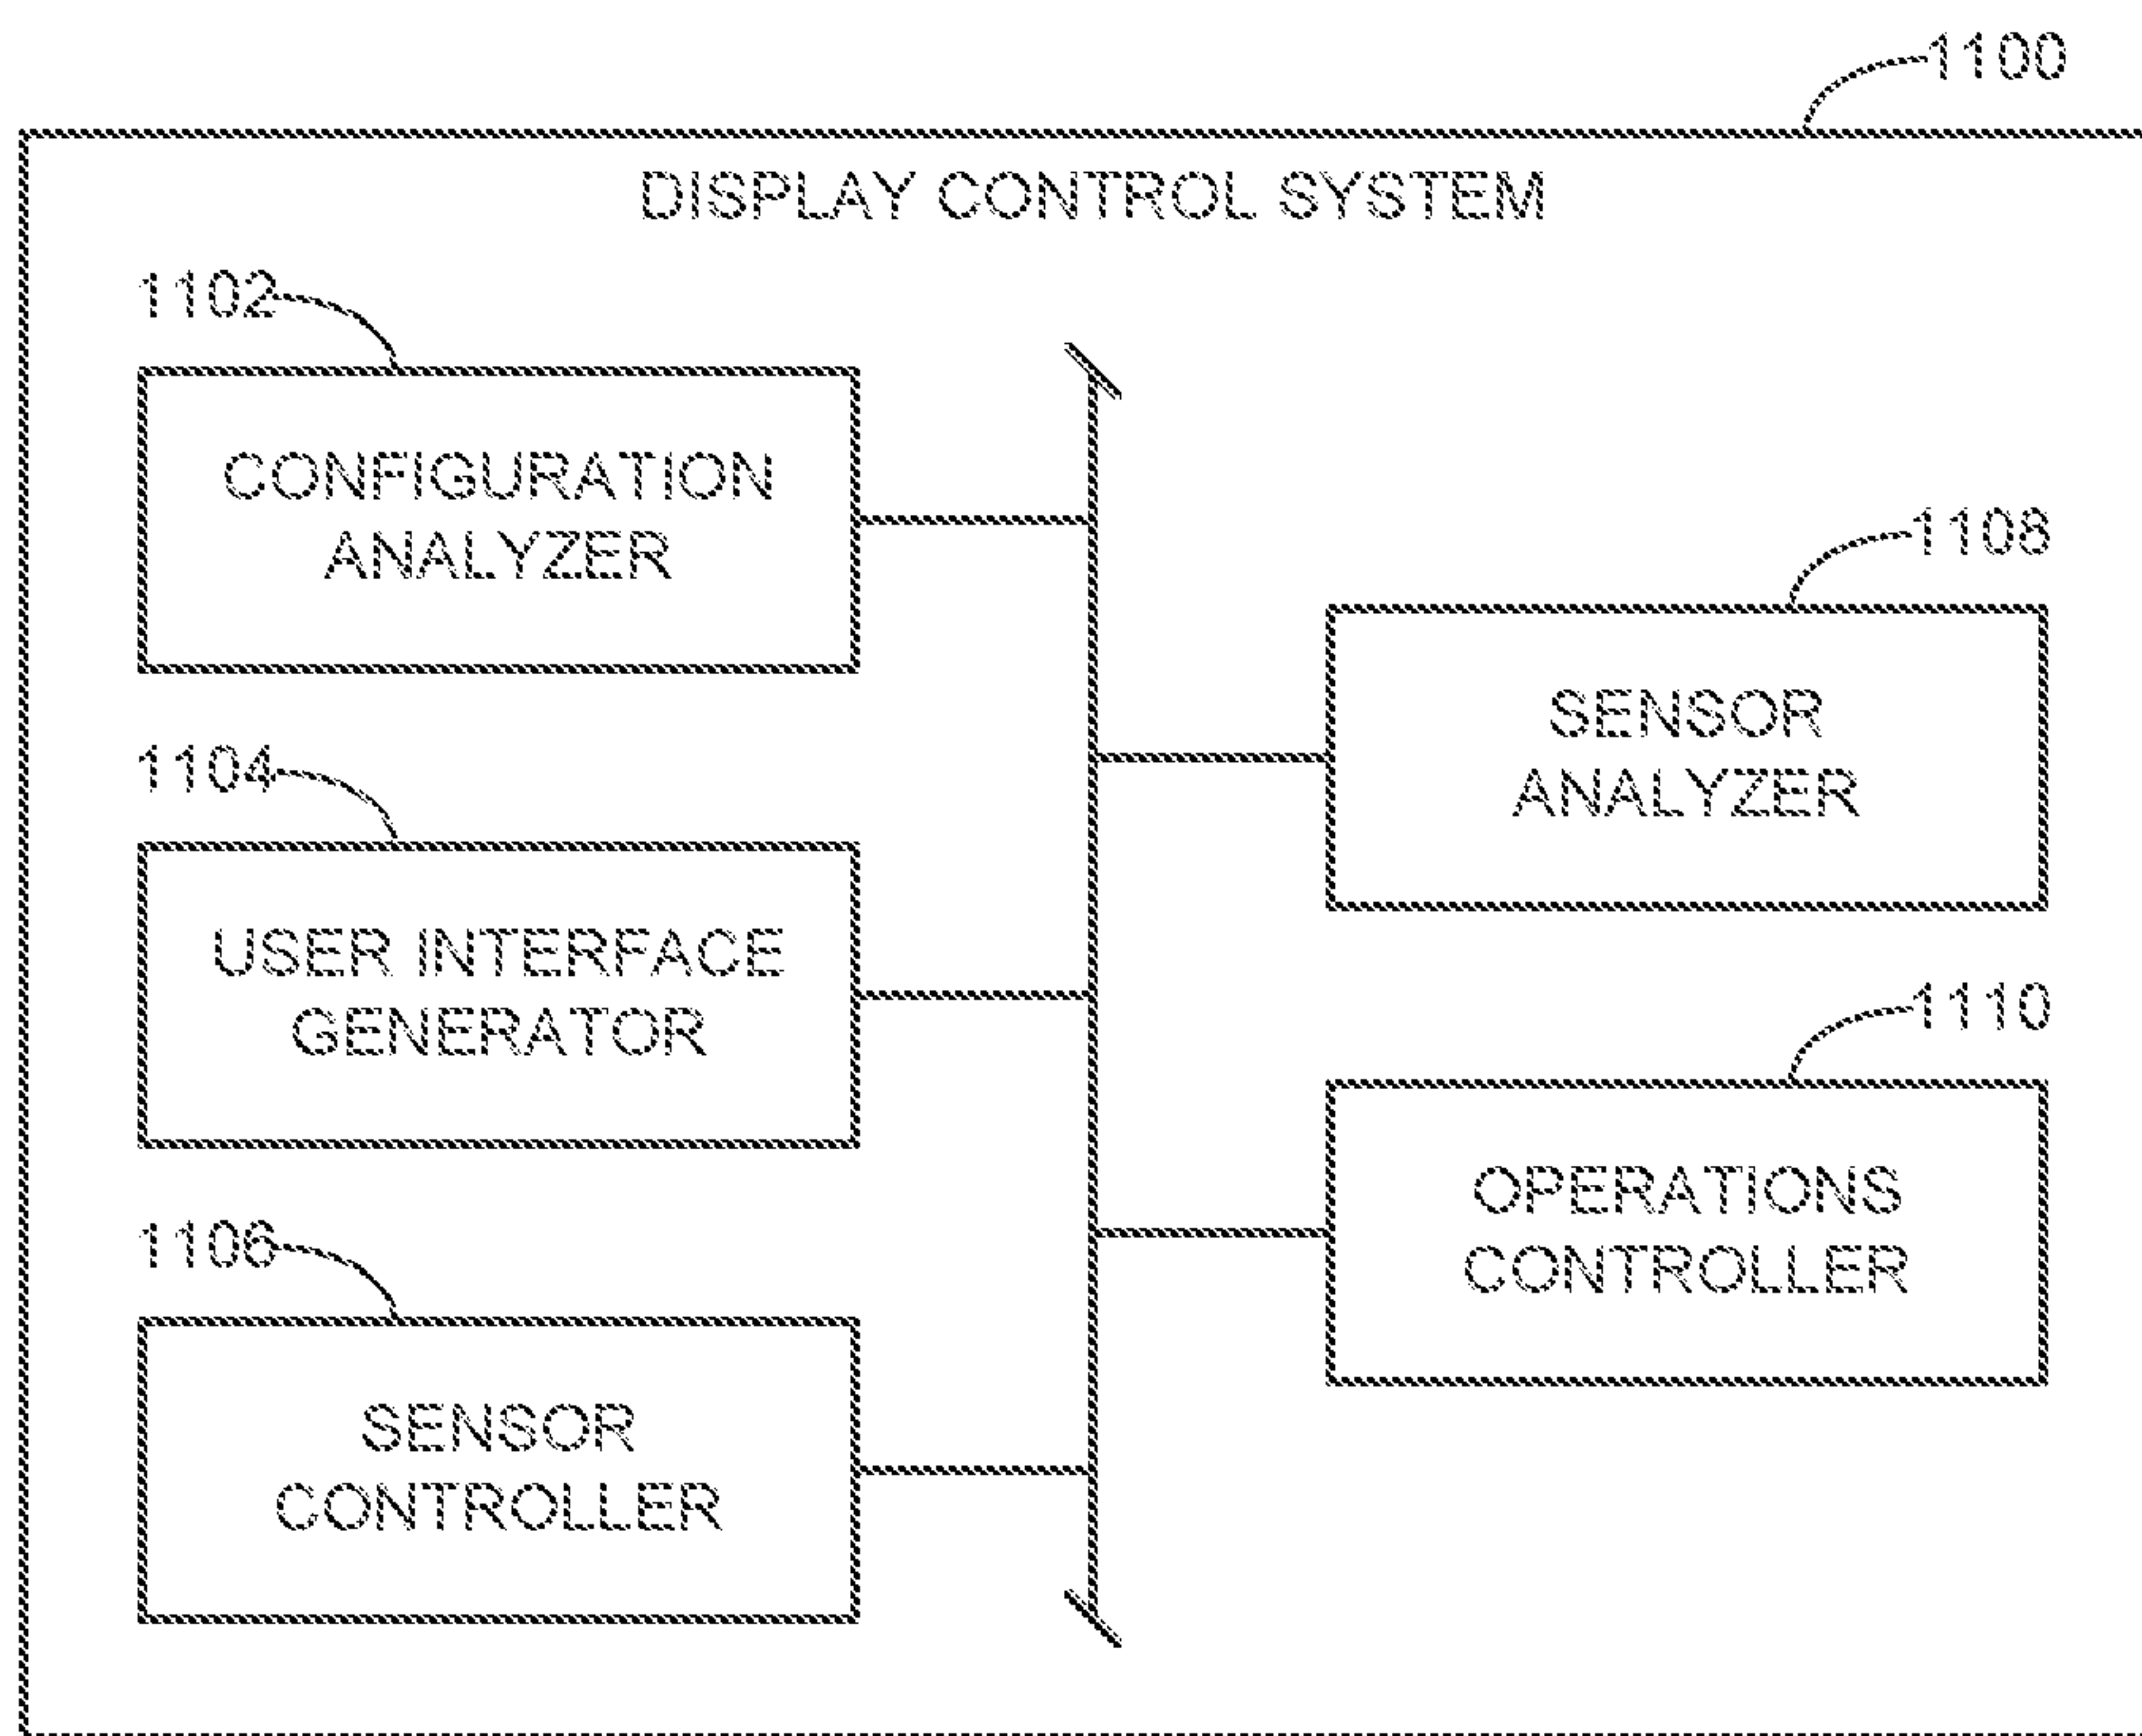 1100
DISPLAY CONTROL SYSTEM
1102
CONFIGURATION
ANALYZER
1108
SENSOR
ANALYZER
1104
USER INTERFACE
GENERATOR
1110
OPERATIONS
CONTROLLER
1106
SENSOR
CONTROLLER